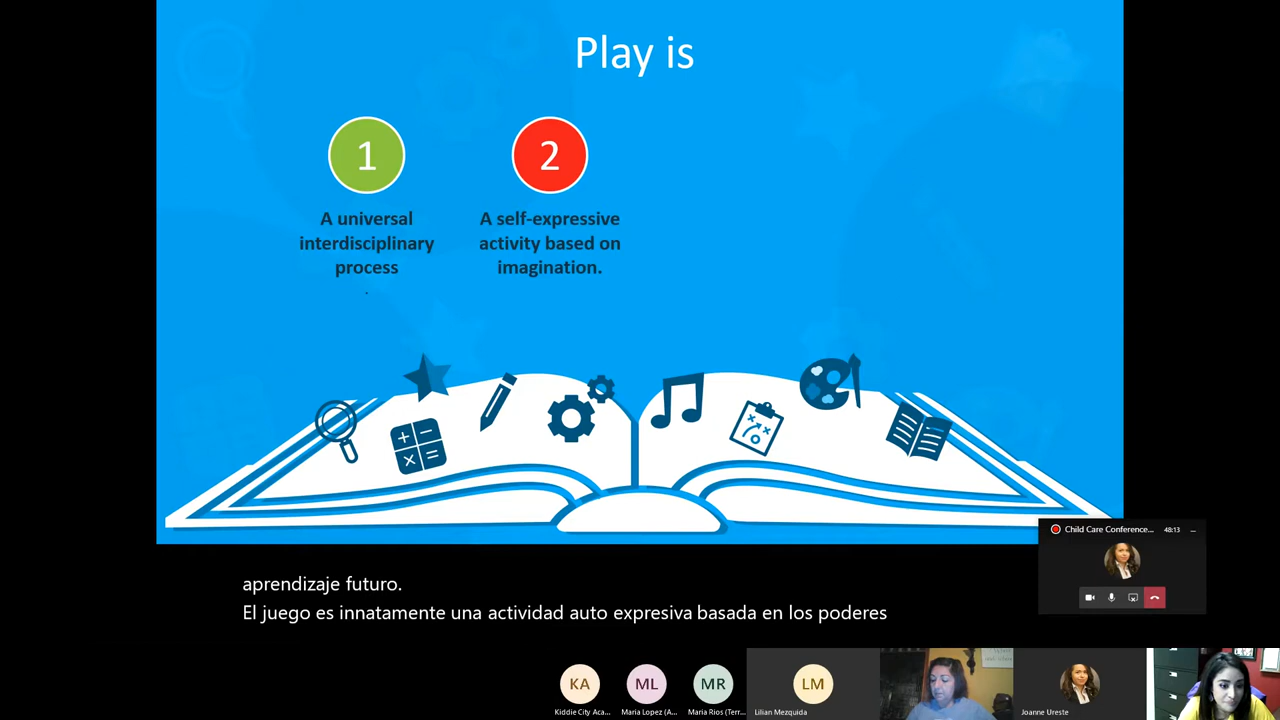 Play is
1
2
A universal
interdisciplinary
process
.
A self-expressive
activity based on
imagination.
Child Care Conference...
48:13
aprendizaje futuro.
El juego es innatamente una actividad auto expresiva basada en los poderes
KA
ML
MR
LM
Kiddie City Aca...
Maria Lopez (A...
Maria Rios (Terr...
Lilian Mezquida
Joanne Ureste